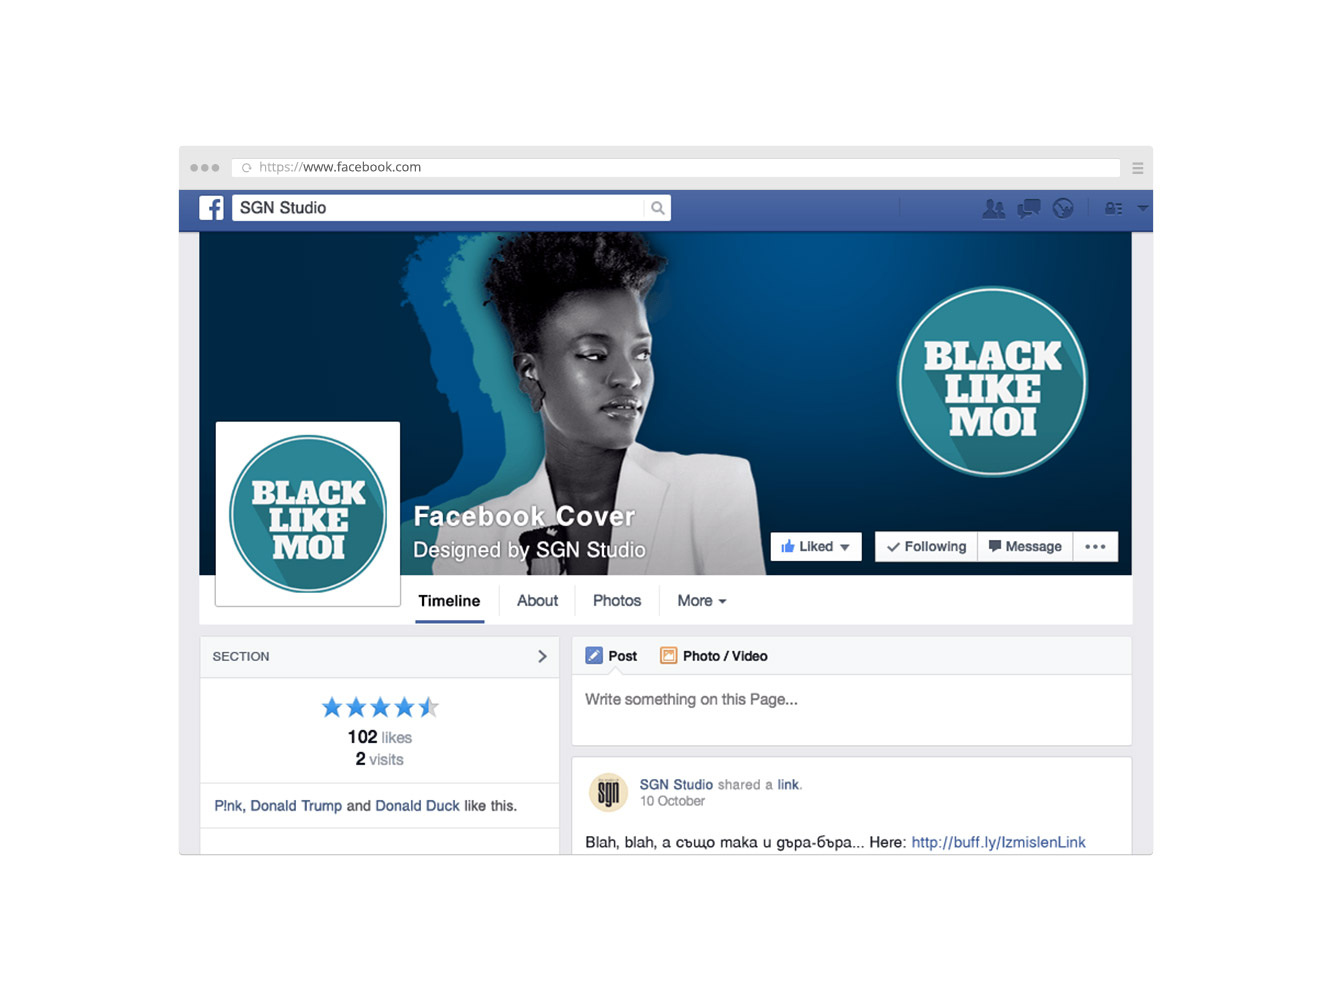 https://www.facebook.com
SGN Studio
BLACK
LIKE
MOI
BLACK
LIKE
MOI
Facebook Cover
Designed by SGN Studio
Liked
Following
Message
Timeline
About
Photos
More
SECTION
102 likes
2 visits
P!nk, Donald Trump and Donald Duck like this.
Post
Photo / Video
Write something on this Page...
sgn
SGN Studio shared a link.
10 October
Blah, blah, а също така и дъра-бъра... Here: http://buff.ly/IzmislenLink